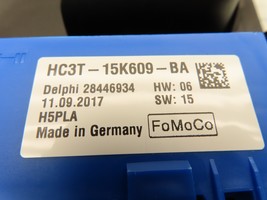 HC3T-15K609-BA
Delphi 28446934 HW: 06
11.09.2017 SW: 15
H5PLA
Made in Germany FoMoCo